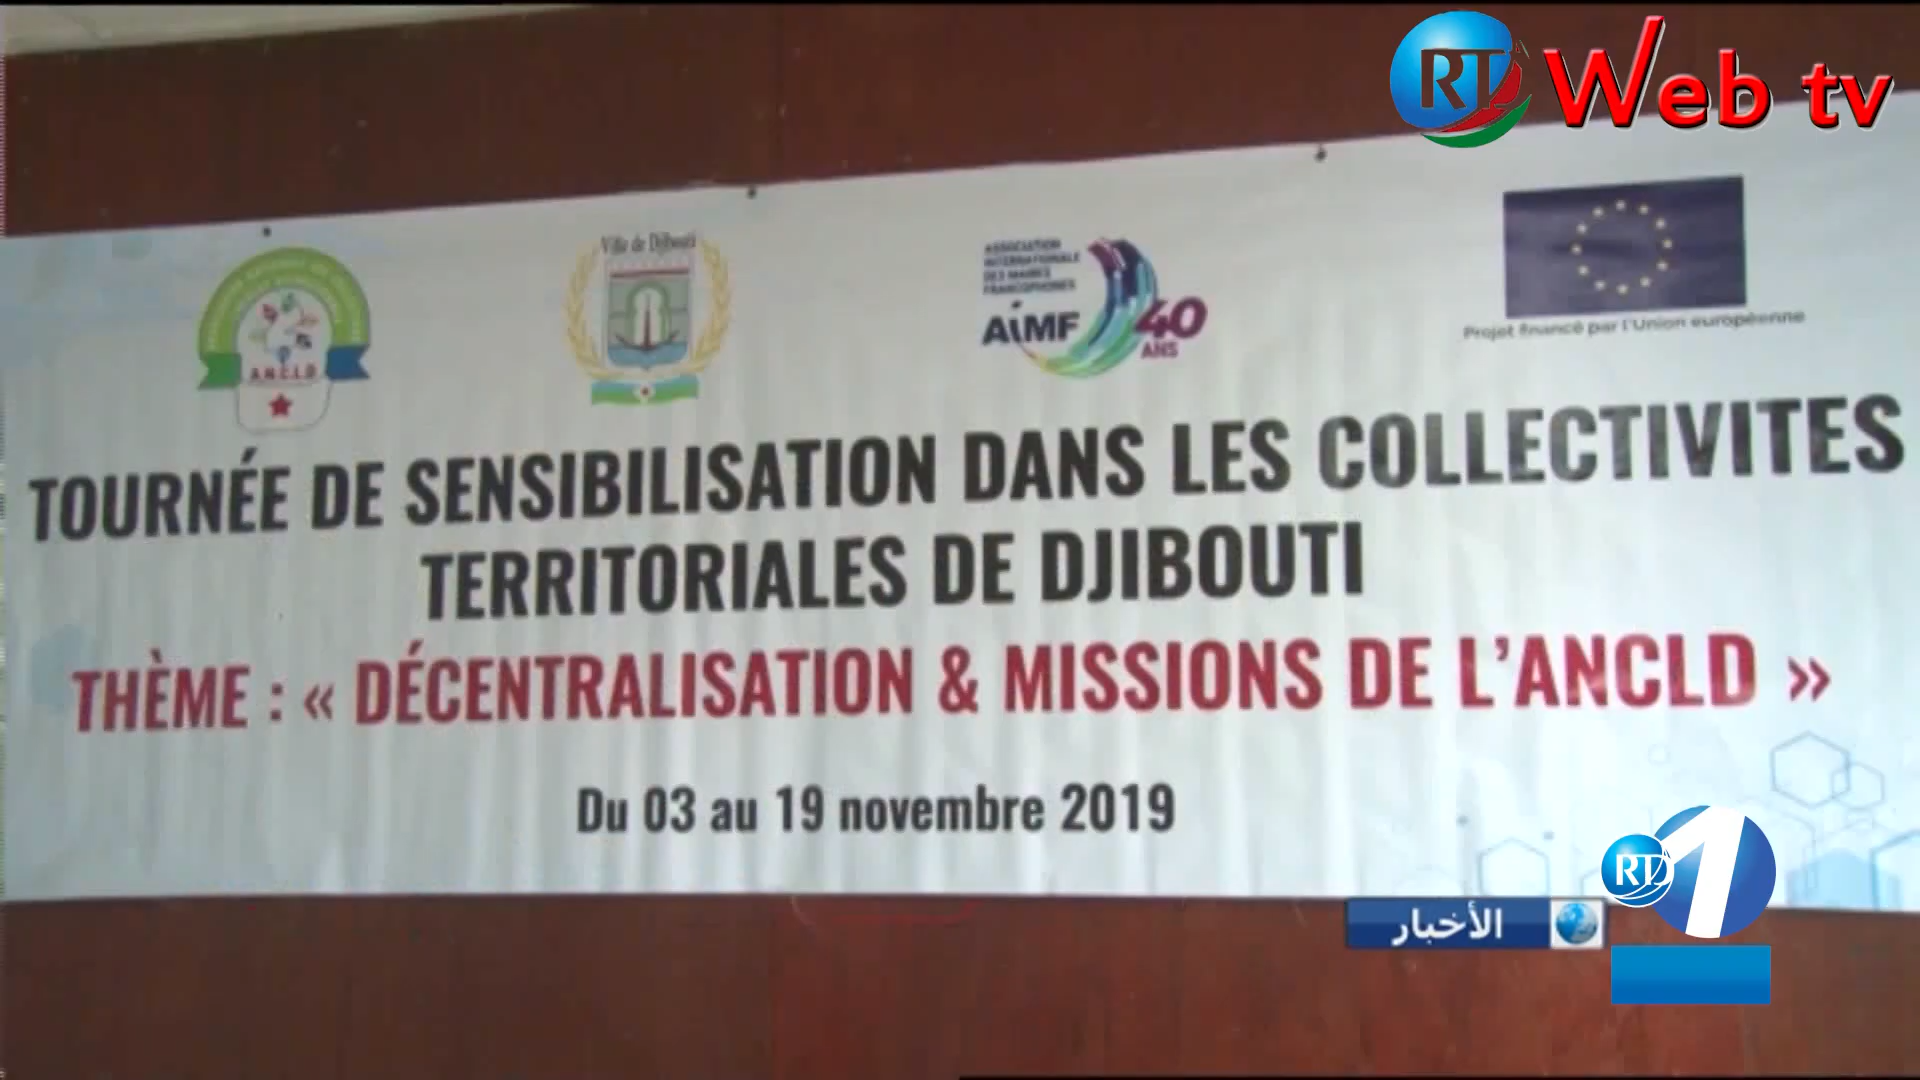 RTD Web tv
Ville de Djibouti
ASSOCIATION
INTERNATIONALE
DES MAIRES
FRANCOPHONES
AIMF
40
ANS
A.N.C.L.D
Projet financé par l'Union européenne
TOURNÉE DE SENSIBILISATION DANS LES COLLECTIVITES
TERRITORIALES DE DJIBOUTI
THÈME : « DÉCENTRALISATION & MISSIONS DE L'ANCLD »
Du 03 au 19 novembre 2019
الأخبار
RTD 1